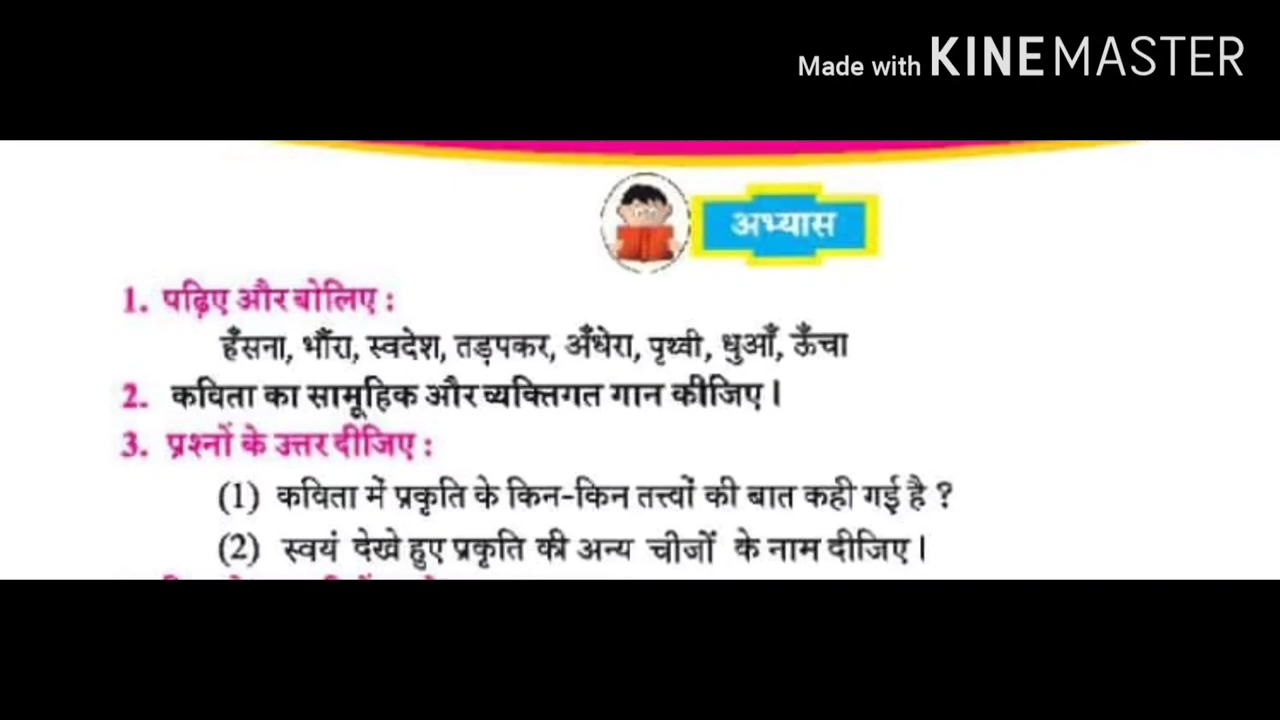 Made with KINEMASTER
अभ्यास
1. पढ़िए और बोलिए :
हँसना, भौंरा, स्वदेश, तड़पकर, अँधेरा, पृथ्वी, धुआँ, ऊँचा
2. कविता का सामूहिक और व्यक्तिगत गान कीजिए।
3. प्रश्नों के उत्तर दीजिए :
(1) कविता में प्रकृति के किन-किन तत्त्वों की बात कही गई है ?
(2) स्वयं देखे हुए प्रकृति की अन्य चीजों के नाम दीजिए।